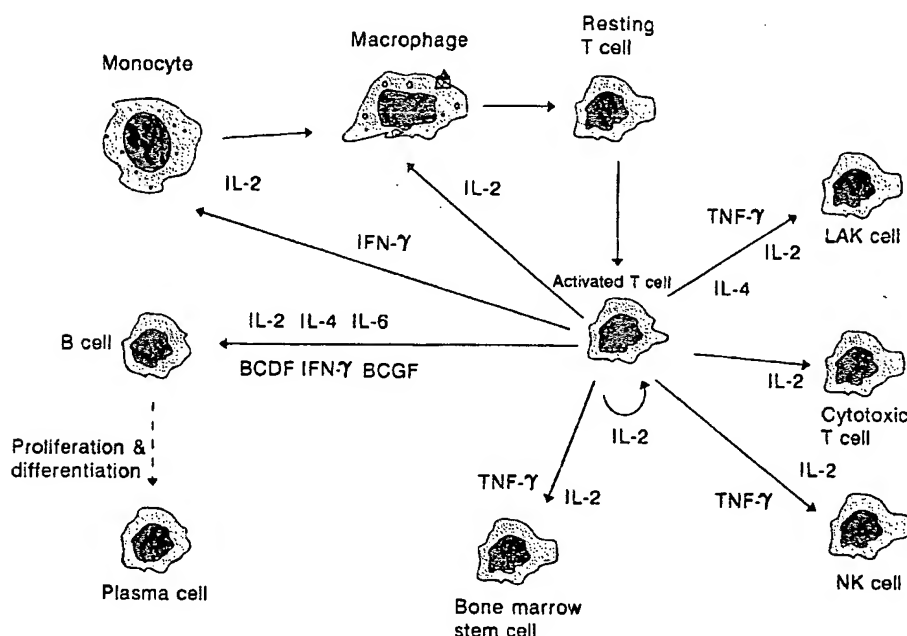 Resting
T cell
Macrophage
Monocyte
IL-2
IL-2
TNF-γ
LAK cell
IFN-γ
IL-2
Activated T cell
IL-4
IL-2 IL-4 IL-6
B cell
BCDF IFN-γ BCGF
IL-2
Cytotoxic
T cell
IL-2
Proliferation &
differentiation
IL-2
TNF-γ
IL-2
TNF-γ
Plasma cell
NK cell
Bone marrow
stem cell